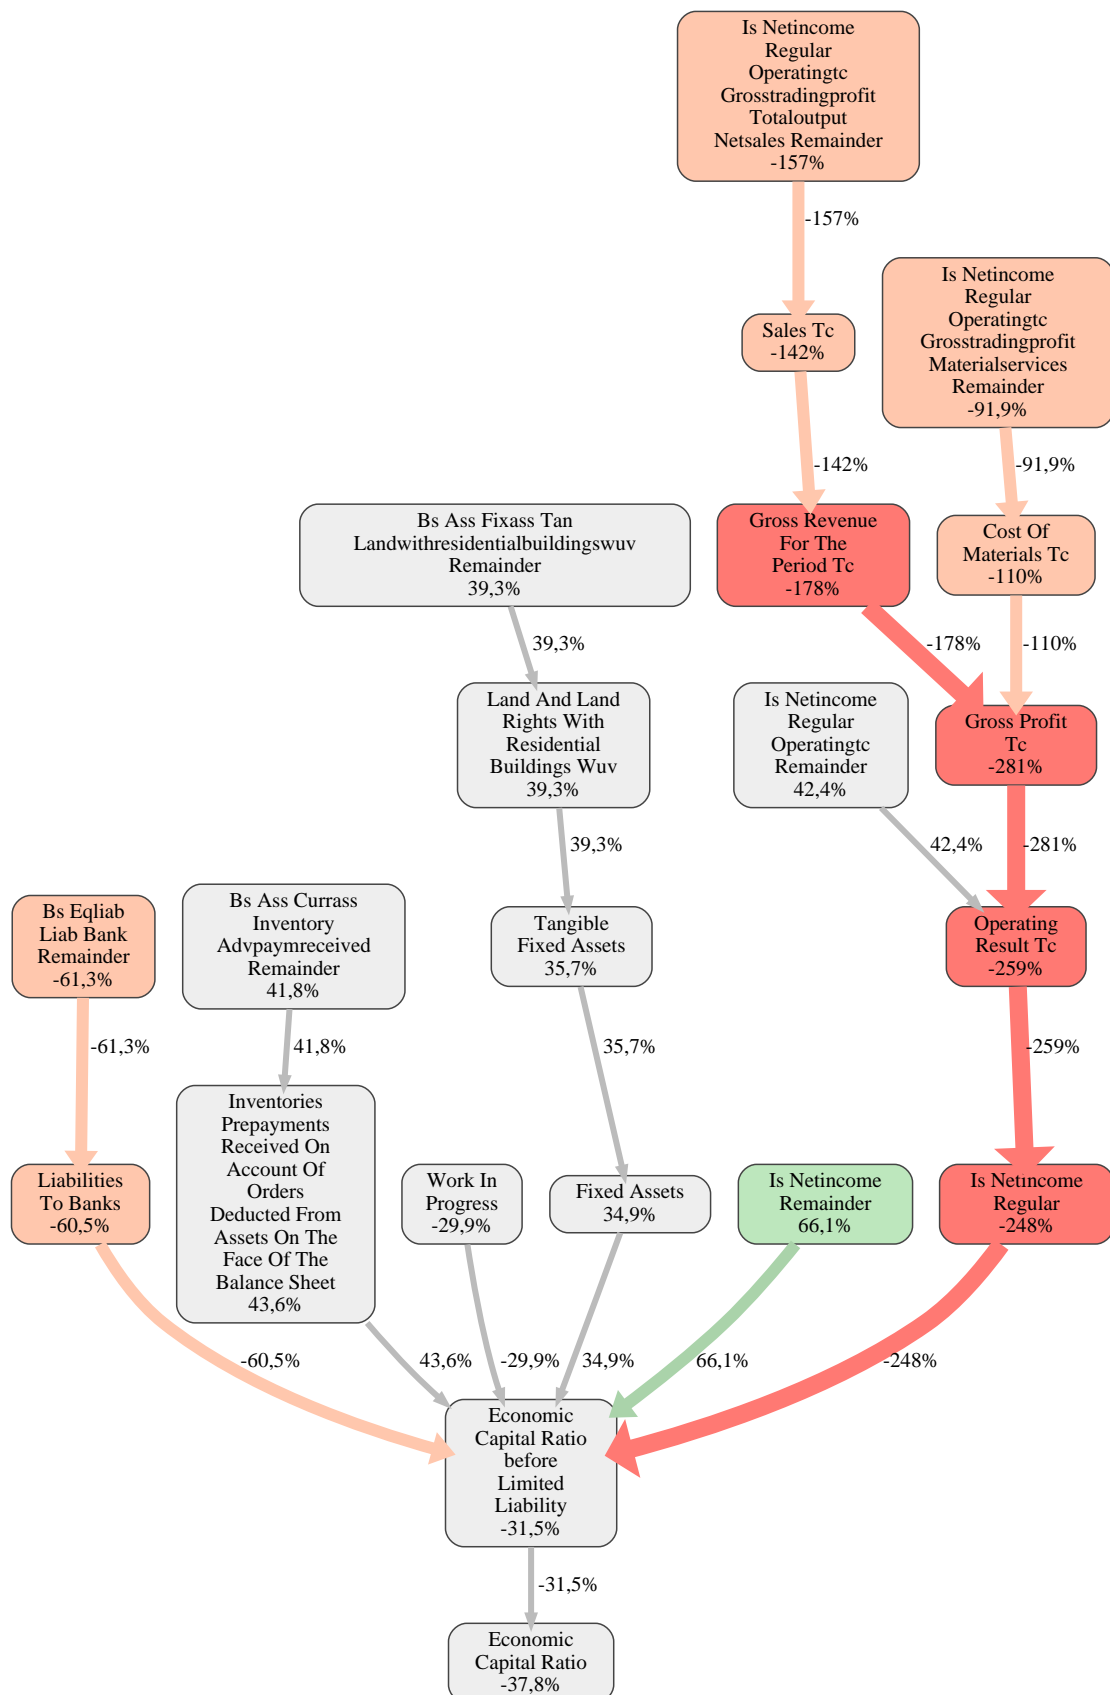 Is Netincome
Regular
Operatingtc
Grosstradingprofit
Totaloutput
Netsales Remainder
-157%
-157%
Is Netincome
Regular
Operatingtc
Grosstradingprofit
Materialservices
Remainder
-91,9%
Sales Tc
-142%
-142%
-91,9%
Bs Ass Fixass Tan
Landwithresidentialbuildingswuv
Remainder
39,3%
Gross Revenue
For The
Period Tc
-178%
Cost Of
Materials Tc
-110%
39,3%
-178%
-110%
Land And Land
Rights With
Residential
Buildings Wuv
39,3%
Is Netincome
Regular
Operatingtc
Remainder
42,4%
Gross Profit
Tc
-281%
39,3%
42,4%
-281%
Bs Eqliab
Liab Bank
Remainder
-61,3%
Bs Ass Currass
Inventory
Advpaymreceived
Remainder
41,8%
Tangible
Fixed Assets
35,7%
Operating
Result Tc
-259%
-61,3%
41,8%
35,7%
-259%
Liabilities
To Banks
-60,5%
Inventories
Prepayments
Received On
Account Of
Orders
Deducted From
Assets On The
Face Of The
Balance Sheet
43,6%
Work In
Progress
-29,9%
Fixed Assets
34,9%
Is Netincome
Remainder
66,1%
Is Netincome
Regular
-248%
-60,5%
43,6%
-29,9%
34,9%
66,1%
-248%
Economic
Capital Ratio
before
Limited
Liability
-31,5%
-31,5%
Economic
Capital Ratio
-37,8%